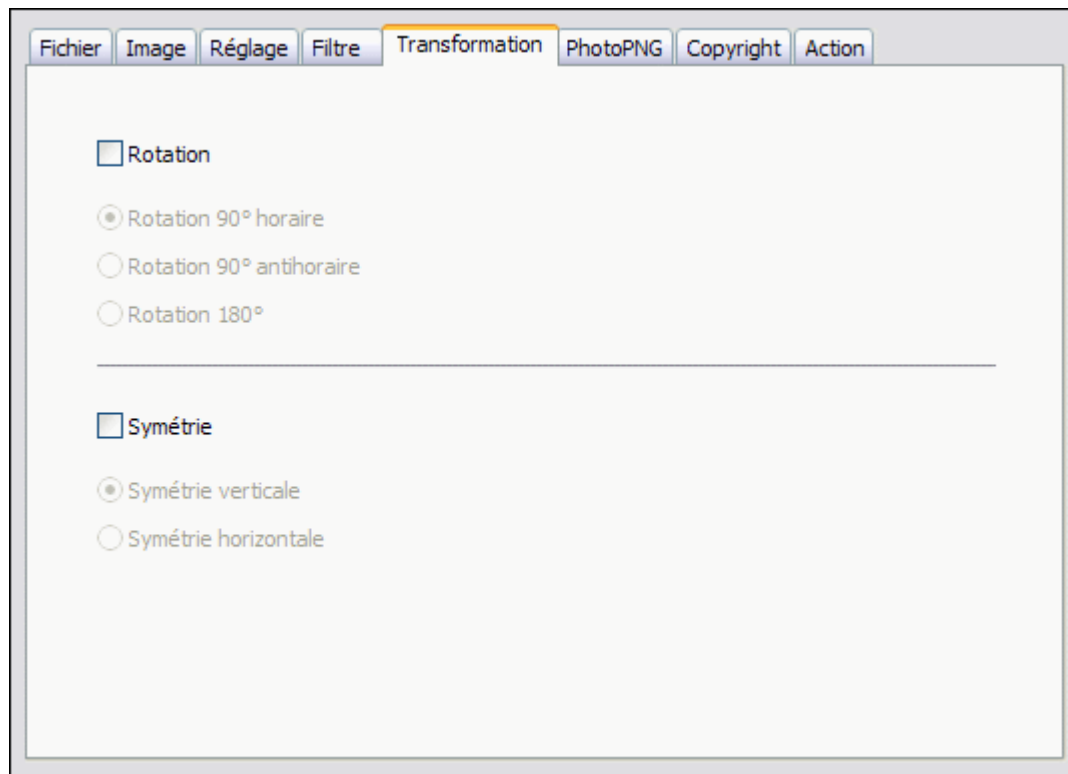 Fichier Image Réglage Filtre Transformation PhotoPNG Copyright Action
Rotation
Rotation 90° horaire
Rotation 90° antihoraire
Rotation 180°
Symétrie
Symétrie verticale
Symétrie horizontale